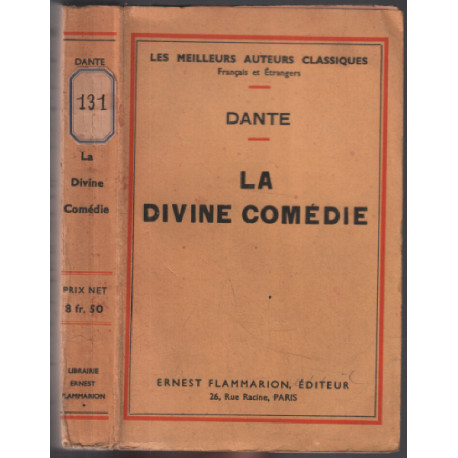 DANTE
131
La
Divine
Comédie
PRIX NET
8 fr, 50
LIBRAIRIE
ERNEST
FLAMMARION
LES MEILLEURS AUTEURS CLASSIQUES
Français et Étrangers
DANTE
LA
DIVINE COMÉDIE
ERNEST FLAMMARION, ÉDITEUR
26, Rue Racine, PARIS